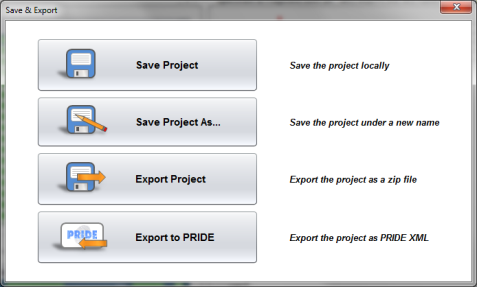 Save & Export
Save Project
Save the project locally
Save Project As...
Save the project under a new name
Export Project
Export the project as a zip file
PRIDE
Export to PRIDE
Export the project as PRIDE XML